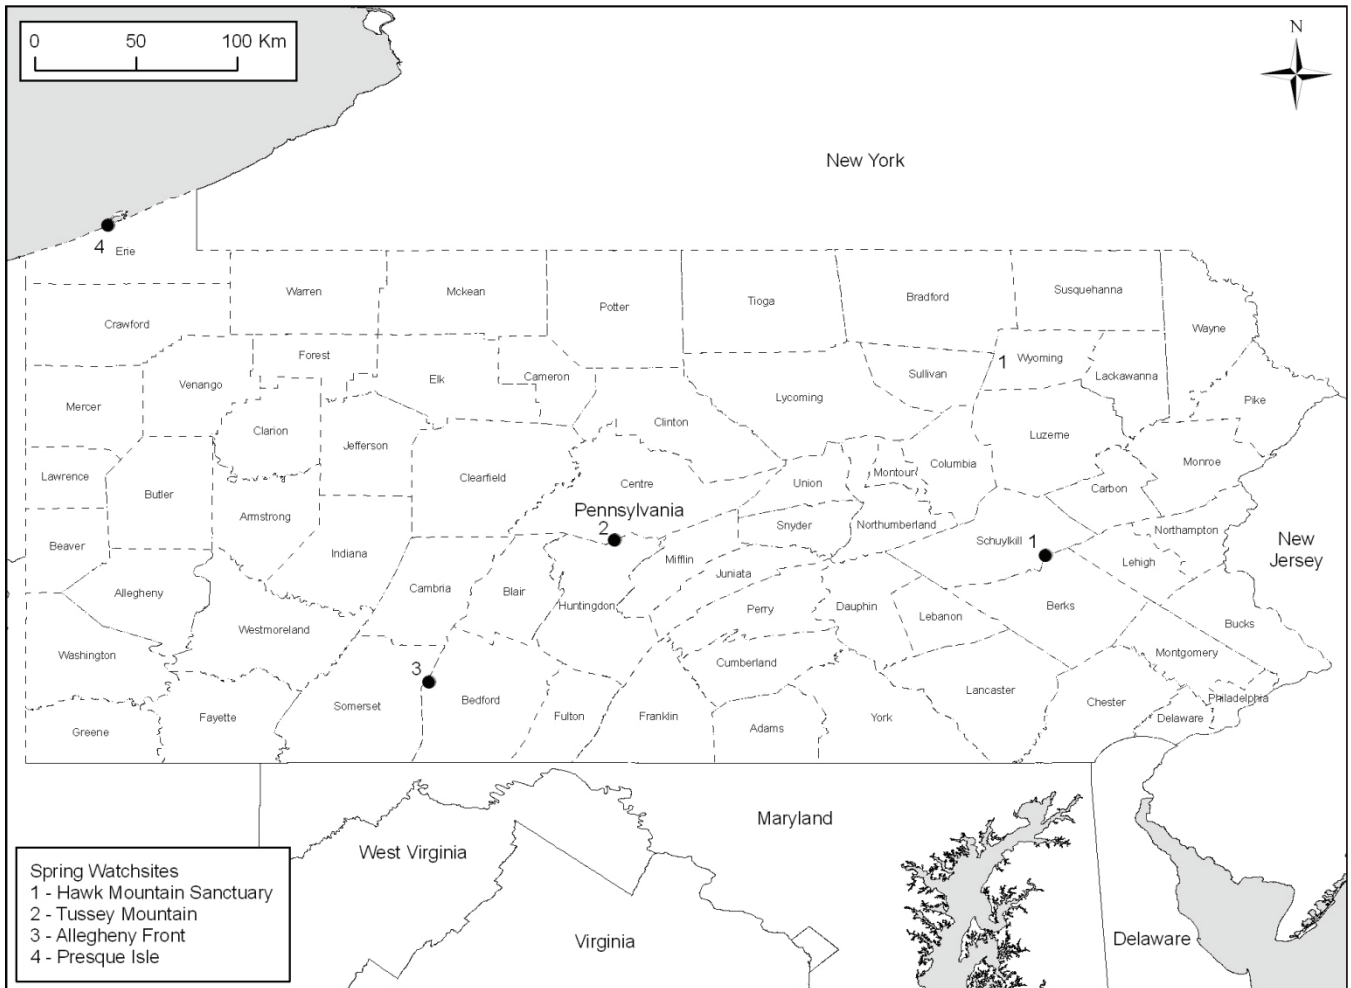 0 50 100 Km
N
New York
4
Erie
Warren
Mckean
Potter
Tioga
Bradford
Susquehanna
Wayne
Crawford
Forest
Venango
Elk
Cameron
Sullivan
1
Wyoming
Lackawanna
Mercer
Clarion
Jefferson
Clinton
Lycoming
Luzerne
Pike
Lawrence
Butler
Clearfield
Centre
Union
Montour
Columbia
Carbon
Monroe
Armstrong
Pennsylvania
2
Snyder
Northumberland
Schuylkill
1
Northampton
Lehigh
New
Jersey
Beaver
Indiana
Mifflin
Juniata
Allegheny
Cambria
Blair
Huntingdon
Perry
Dauphin
Lebanon
Berks
Bucks
Westmoreland
Washington
3
Cumberland
Montgomery
Greene
Fayette
Somerset
Bedford
Fulton
Franklin
Adams
York
Lancaster
Chester
Delaware
Philadelphia
Maryland
West Virginia
Virginia
Delaware
Spring Watchsites
1 - Hawk Mountain Sanctuary
2 - Tussey Mountain
3 - Allegheny Front
4 - Presque Isle